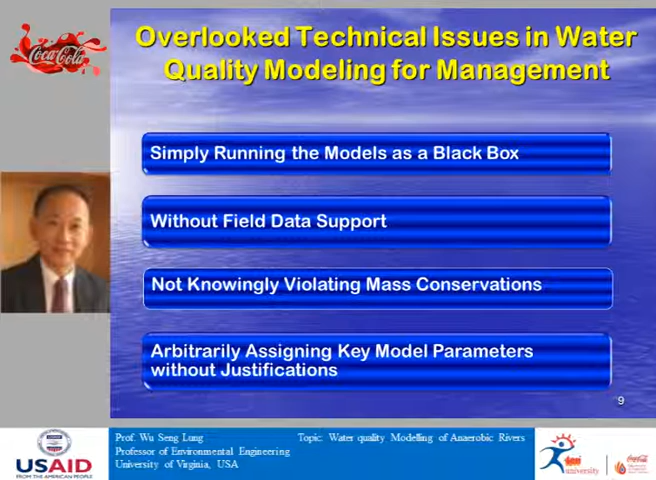 Coca-Cola
Overlooked Technical Issues in Water
Quality Modeling for Management
Simply Running the Models as a Black Box
Without Field Data Support
Not Knowingly Violating Mass Conservations
Arbitrarily Assigning Key Model Parameters
without Justifications
9
USAID
FROM THE AMERICAN PEOPLE
Prof. Wu Seng Lung
Topic: Water quality Modelling of Anaerobic Rivers
Professor of Environmental Engineering
University of Virginia, USA
teri
university
Coca-Cola